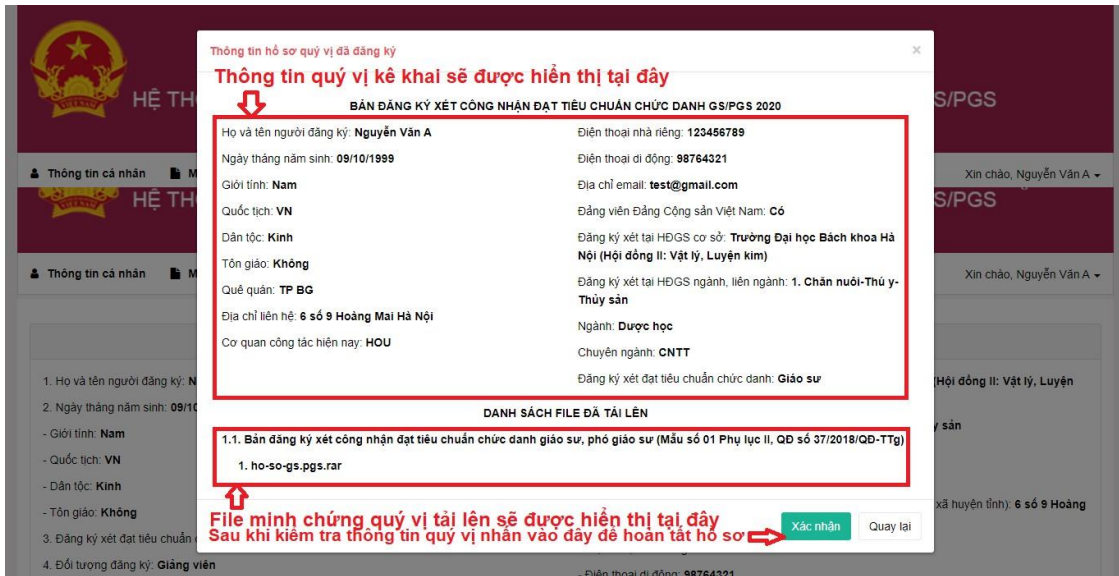 Thông tin hồ sơ quý vị đã đăng ký
×
Thông tin quý vị kê khai sẽ được hiển thị tại đây
VIỆT NAM
HỆ TH
S/PGS
BẢN ĐĂNG KÝ XÉT CÔNG NHẬN ĐẠT TIÊU CHUẨN CHỨC DANH GS/PGS 2020
Họ và tên người đăng ký: Nguyễn Văn A
Ngày tháng năm sinh: 09/10/1999
Giới tính: Nam
Quốc tịch: VN
Dân tộc: Kinh
Tôn giáo: Không
Quê quán: TP BG
Địa chỉ liên hệ: 6 số 9 Hoàng Mai Hà Nội
Cơ quan công tác hiện nay: HOU
Điện thoại nhà riêng: 123456789
Điện thoại di động: 98764321
Địa chỉ email: test@gmail.com
Đảng viên Đảng Cộng sản Việt Nam: Có
Đăng ký xét tại HĐGS cơ sở: Trường Đại học Bách khoa Hà
Nội (Hội đồng II: Vật lý, Luyện kim)
Đăng ký xét tại HĐGS ngành, liên ngành: 1. Chăn nuôi-Thú y-
Thủy sản
Ngành: Dược học
Chuyên ngành: CNTT
Đăng ký xét đạt tiêu chuẩn chức danh: Giáo sư
Thông tin cá nhân M
Xin chào, Nguyễn Văn A
HỆ TH
S/PGS
Thông tin cá nhân M
Xin chào, Nguyễn Văn A
DANH SÁCH FILE ĐÃ TẢI LÊN
1.1. Bản đăng ký xét công nhận đạt tiêu chuẩn chức danh giáo sư, phó giáo sư (Mẫu số 01 Phụ lục II, QĐ số 37/2018/QĐ-TTg)
1. ho-so-gs.pgs.rar
File minh chứng quý vị tải lên sẽ được hiển thị tại đây
Sau khi kiểm tra thông tin quý vị nhấn vào đây để hoàn tất hồ sơ
Xác nhận
Quay lại
1. Họ và tên người đăng ký: N
2. Ngày tháng năm sinh: 09/10
- Giới tính: Nam
- Quốc tịch: VN
- Dân tộc: Kinh
- Tôn giáo: Không
3. Đăng ký xét đạt tiêu chuẩn
4. Đối tượng đăng ký: Giảng viên
(Hội đồng II: Vật lý, Luyện
y sản
xã huyện tỉnh): 6 số 9 Hoàng
- Điện thoại di động: 98764321